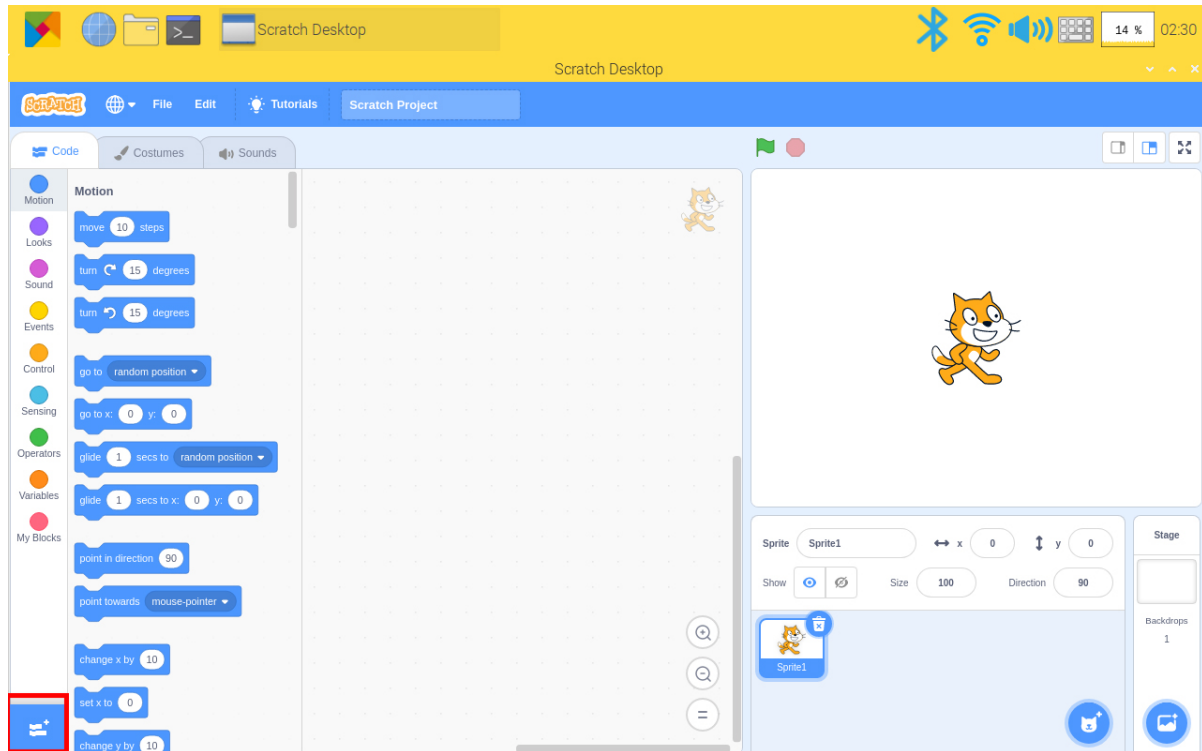 Scratch Desktop
14 %
02:30
Scratch Desktop
SCRATCH
File
Edit
Tutorials
Scratch Project
Code
Costumes
Sounds
Motion
Looks
Sound
Events
Control
Sensing
Operators
Variables
My Blocks
Motion
move 10 steps
turn 15 degrees
turn 15 degrees
go to random position
go to x: 0 y: 0
glide 1 secs to random position
glide 1 secs to x: 0 y: 0
point in direction 90
point towards mouse-pointer
change x by 10
set x to 0
change y by 10
Sprite Sprite1 x 0 y 0
Show Size 100 Direction 90
Sprite1
Stage
Backdrops
1